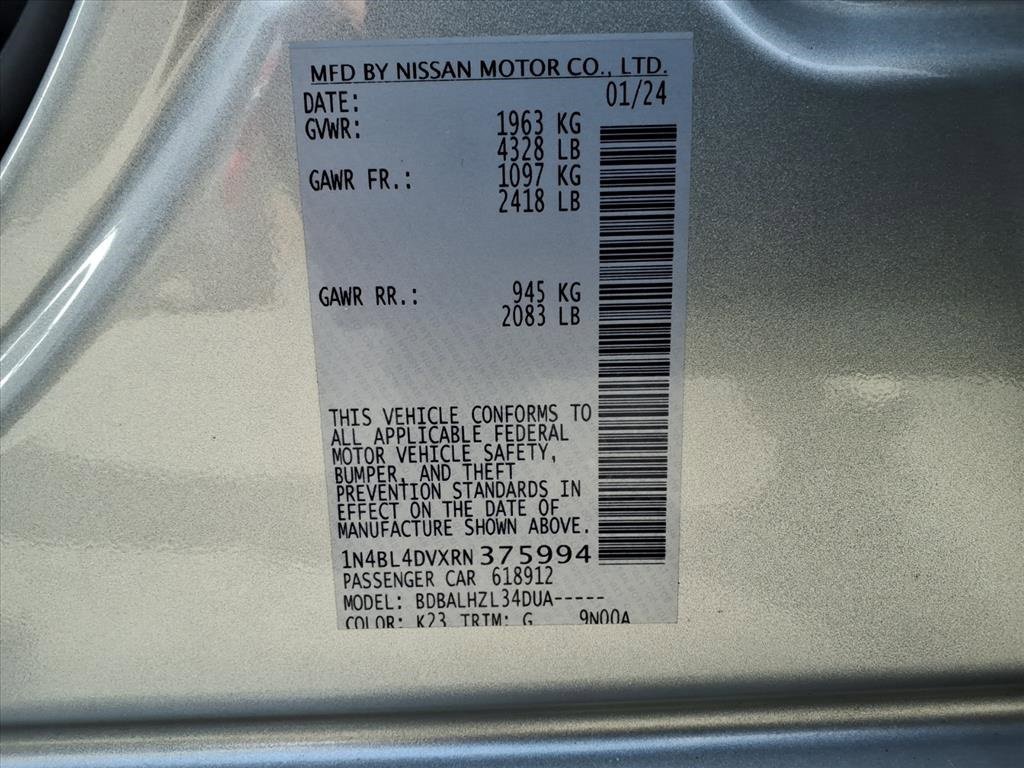 MFD BY NISSAN MOTOR CO., LTD.
DATE: 01/24
GVWR: 1963 KG
4328 LB
GAWR FR.: 1097 KG
2418 LB
GAWR RR.: 945 KG
2083 LB
THIS VEHICLE CONFORMS TO
ALL APPLICABLE FEDERAL
MOTOR VEHICLE SAFETY,
BUMPER, AND THEFT
PREVENTION STANDARDS IN
EFFECT ON THE DATE OF
MANUFACTURE SHOWN ABOVE.
1N4BL4DVXRN375994
PASSENGER CAR 618912
MODEL: BDBALHZL34DUA-----
COLOR: K23 TRIM: G 9N00A